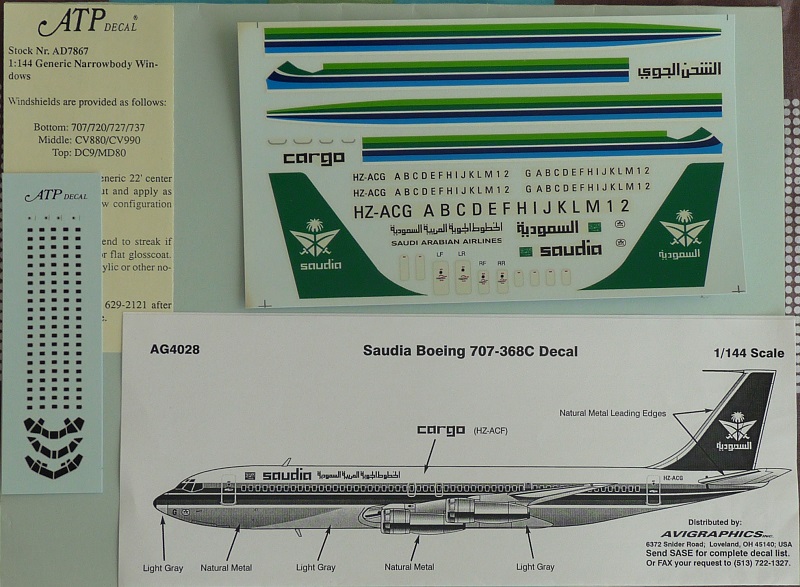 ATP DECAL®
Stock Nr. AD7867
1:144 Generic Narrowbody Win-
dows
Windshields are provided as follows:
Bottom: 707/720/727/737
Middle: CV880/CV990
Top: DC9/MD80
eneric 22' center
ut and apply as
w configuration
end to streak if
r flat glosscoat.
ylic or other no-
629-2121 after
e.
ATP DECAL
الشحن الجوي
cargo
HZ-ACG ABCDEFHIJKLM12 GABCDEFHIJKLM12
HZ-ACG ABCDEFHIJKLM12 GABCDEFHIJKLM12
HZ-ACG ABCDEFHIJKLM12
الخطوط الجوية العربية السعودية
السعودية
SAUDI ARABIAN AIRLINES
saudia
saudia
السعودية
LF LR RF RR
AG4028
Saudia Boeing 707-368C Decal
1/144 Scale
Natural Metal Leading Edges
cargo (HZ-ACF)
السعودية
saudia الخطوط الجوية العربية السعودية
HZ-ACG
G
Light Gray
Natural Metal
Light Gray
Natural Metal
Light Gray
Distributed by:
AVIGRAPHICS INC.
6372 Snider Road; Loveland, OH 45140; USA
Send SASE for complete decal list.
Or FAX your request to (513) 722-1327.